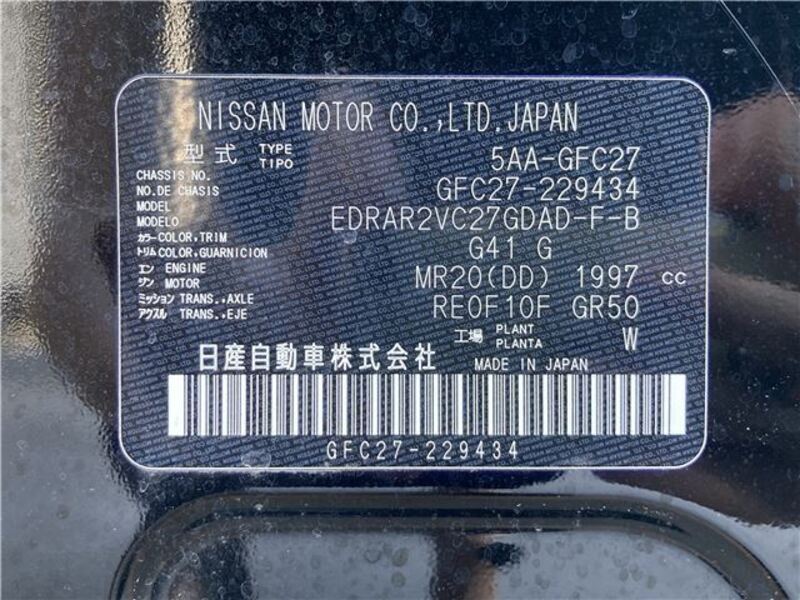 NISSAN MOTOR CO.,LTD.JAPAN
型式 TYPE TIPO 5AA-GFC27
CHASSIS NO.
NO.DE CHASIS GFC27-229434
MODEL
MODELO EDRAR2VC27GDAD-F-B
カラー COLOR,TRIM
トリム COLOR,GUARNICION G41 G
エン ENGINE
ジン MOTOR MR20(DD) 1997 CC
ミッション TRANS.,AXLE
アクスル TRANS.,EJE RE0F10F GR50
工場 PLANT PLANTA W
日産自動車株式会社 MADE IN JAPAN
GFC27-229434